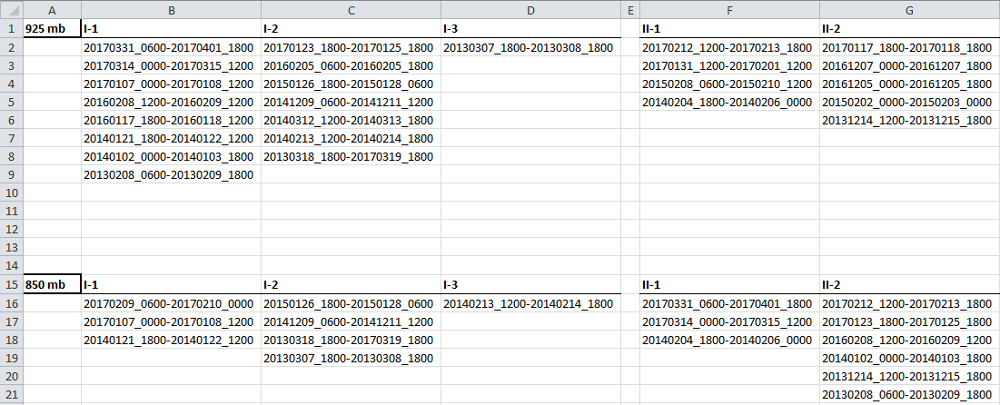 A B C D E F G
1 925 mb I-1 I-2 I-3 II-1 II-2
2 20170331_0600-20170401_1800 20170123_1800-20170125_1800 20130307_1800-20130308_1800 20170212_1200-20170213_1800 20170117_1800-20170118_1800
3 20170314_0000-20170315_1200 20160205_0600-20160205_1800 20170131_1200-20170201_1200 20161207_0000-20161207_1800
4 20170107_0000-20170108_1200 20150126_1800-20150128_0600 20150208_0600-20150210_1200 20161205_0000-20161205_1800
5 20160208_1200-20160209_1200 20141209_0600-20141211_1200 20140204_1800-20140206_0000 20150202_0000-20150203_0000
6 20160117_1800-20160118_1200 20140312_1200-20140313_1800 20131214_1200-20131215_1800
7 20140121_1800-20140122_1200 20140213_1200-20140214_1800
8 20140102_0000-20140103_1800 20130318_1800-20170319_1800
9 20130208_0600-20130209_1800
10
11
12
13
14
15 850 mb I-1 I-2 I-3 II-1 II-2
16 20170209_0600-20170210_0000 20150126_1800-20150128_0600 20140213_1200-20140214_1800 20170331_0600-20170401_1800 20170212_1200-20170213_1800
17 20170107_0000-20170108_1200 20141209_0600-20141211_1200 20170314_0000-20170315_1200 20170123_1800-20170125_1800
18 20140121_1800-20140122_1200 20130318_1800-20170319_1800 20140204_1800-20140206_0000 20160208_1200-20160209_1200
19 20130307_1800-20130308_1800 20140102_0000-20140103_1800
20 20131214_1200-20131215_1800
21 20130208_0600-20130209_1800